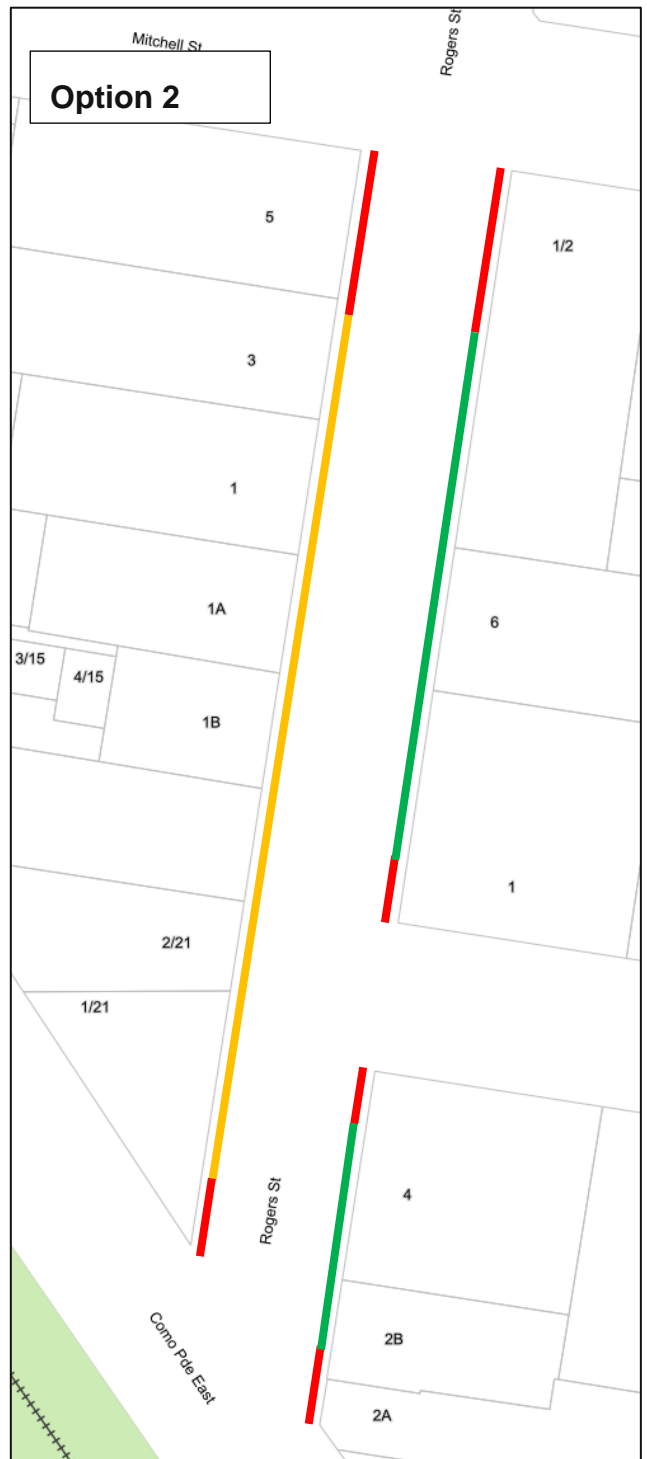 Mitchell St
Rogers St
Option 2
5
1/2
3
1
1A
6
3/15
4/15
1B
1
2/21
1/21
4
Rogers St
2B
Como Pde East
2A